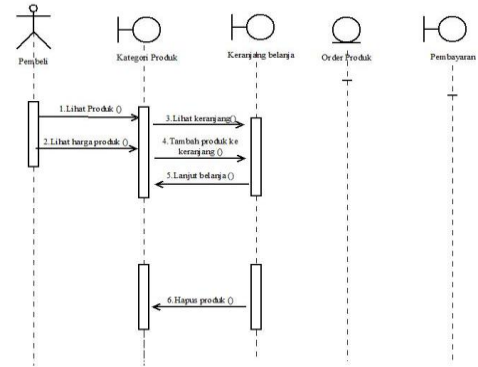 Pembeli
Kategori Produk
Keranjaing belanja
Order Produk
Pembayaran
1.Lihat Produk ()
3.Lihat keranjang()
2.Lihat harga produk ()
4.Tambah produk ke
keranjang ()
5.Lanjut belanja ()
6.Hapus produk ()